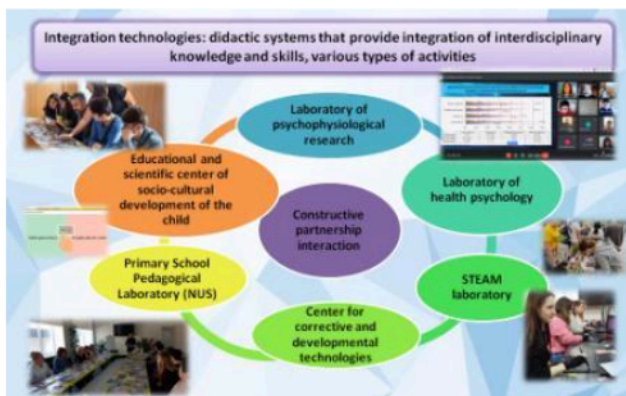 Integration technologies: didactic systems that provide integration of interdisciplinary
knowledge and skills, various types of activities
Laboratory of
psychophysiological
research
Educational and
scientific center of
socio-cultural
development of the
child
Laboratory of
health psychology
Constructive
partnership
interaction
Primary School
Pedagogical
Laboratory (NUS)
STEAM
laboratory
Center for
corrective and
developmental
technologies